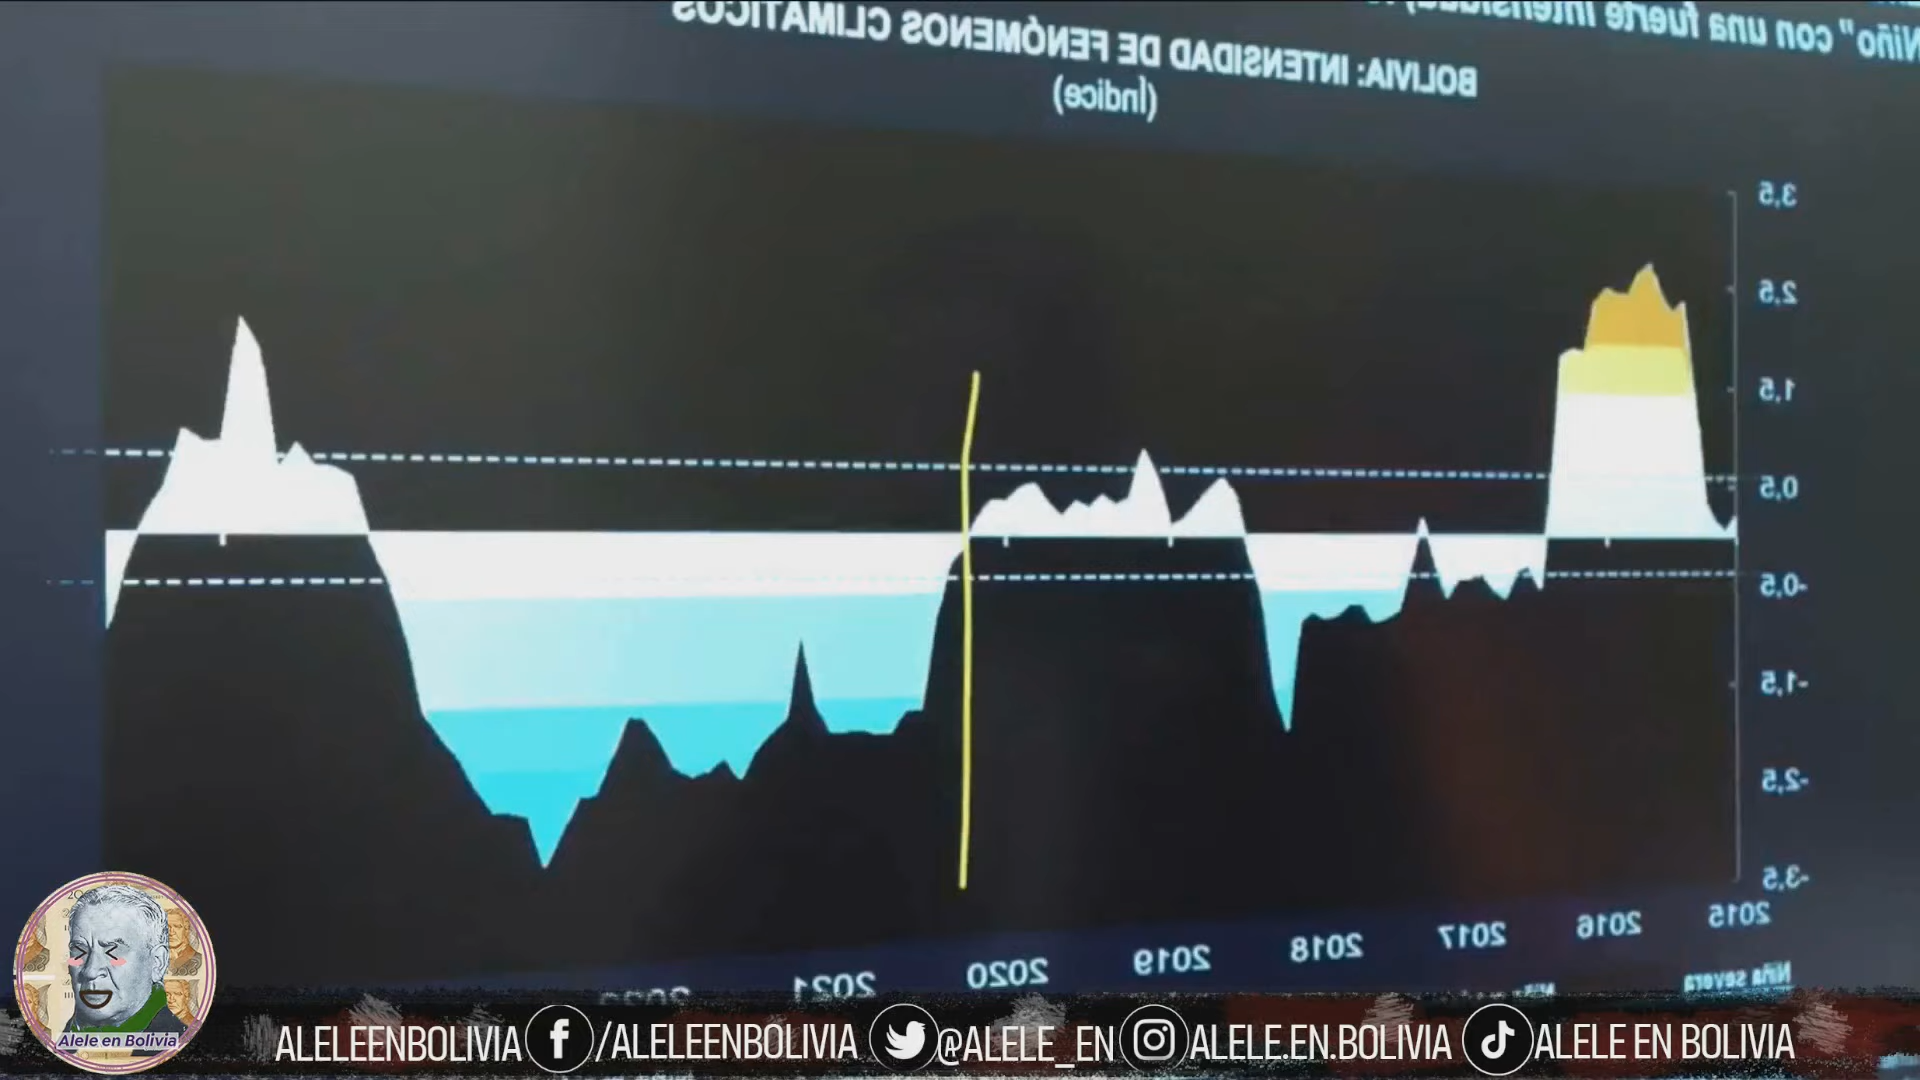 Niño" con una fuerte intensidad,
BOLIVIA: INTENSIDAD DE FENÓMENOS CLIMÁTICOS
(Índice)
3,5
2,5
1,5
0,5
-0,5
-1,5
-2,5
-3,5
2015
2016
2017
2018
2019
2020
2021
Niña severa
Alele en Bolivia
ALELEENBOLIVIA
/ALELEENBOLIVIA
@ALELE_EN
ALELE.EN.BOLIVIA
ALELE EN BOLIVIA